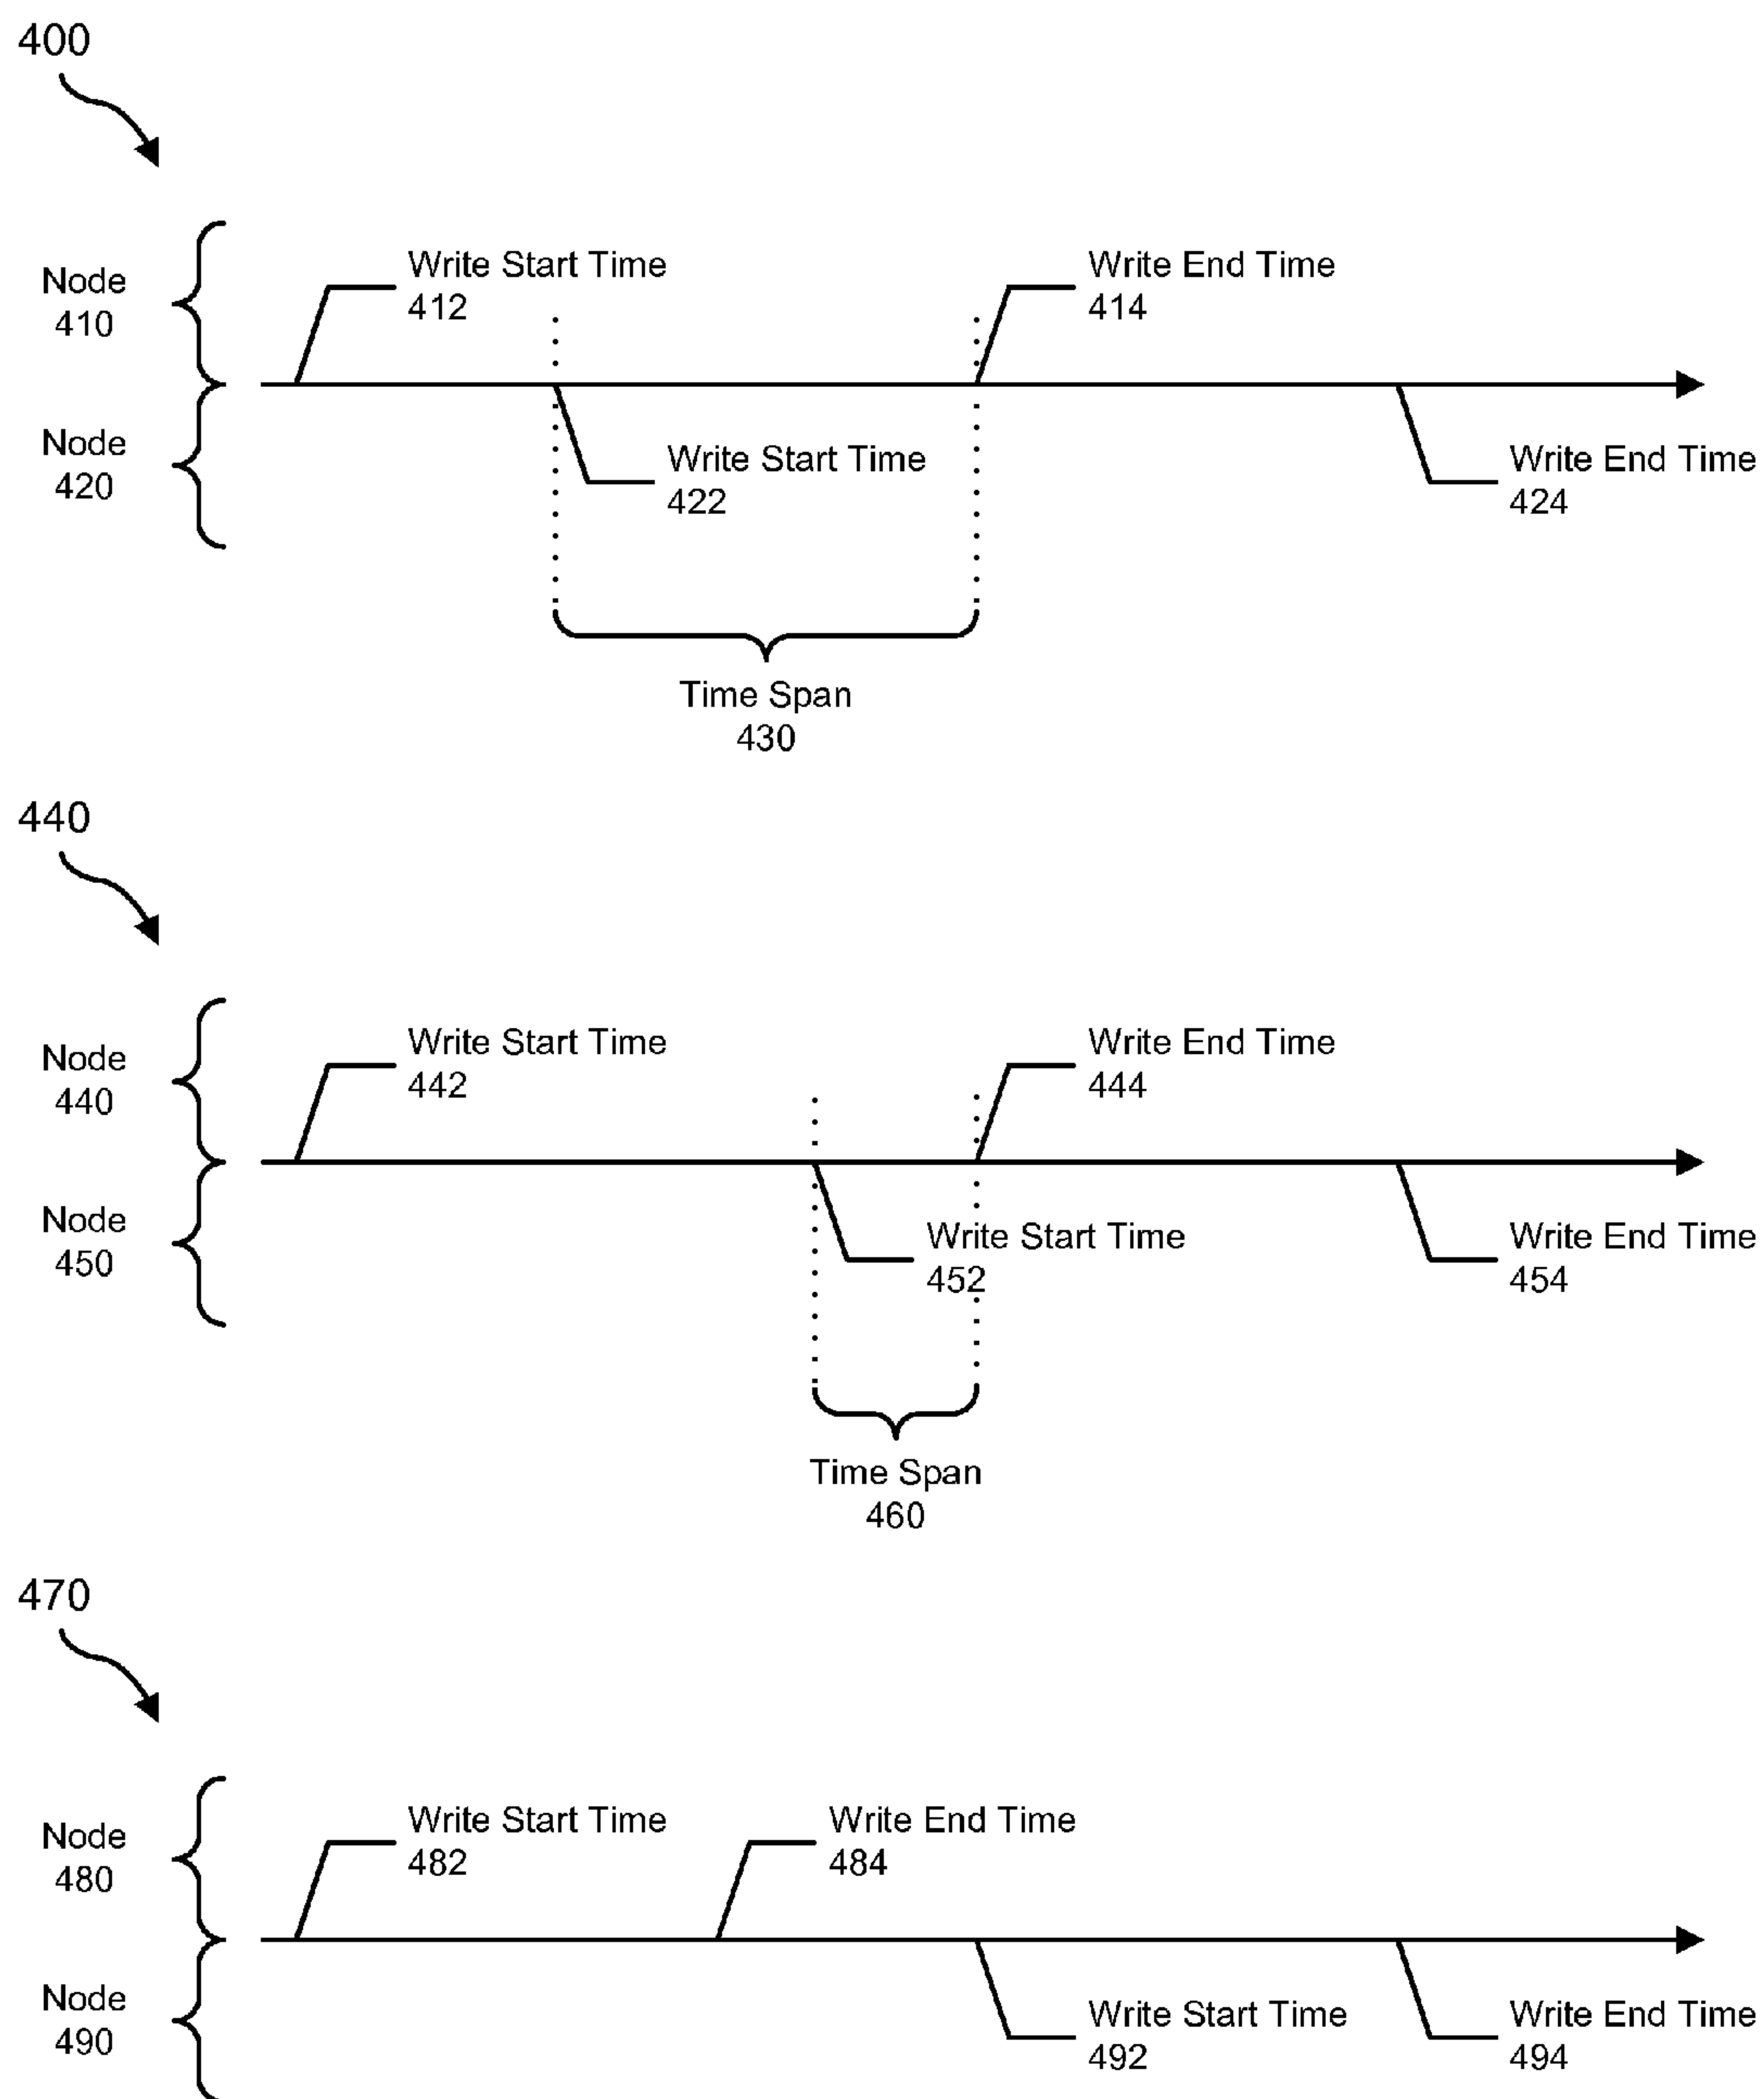 400
Node
410
Write Start Time
412
Write End Time
414
Node
420
Write Start Time
422
Write End Time
424
Time Span
430
440
Node
440
Write Start Time
442
Write End Time
444
Node
450
Write Start Time
452
Write End Time
454
Time Span
460
470
Node
480
Write Start Time
482
Write End Time
484
Node
490
Write Start Time
492
Write End Time
494